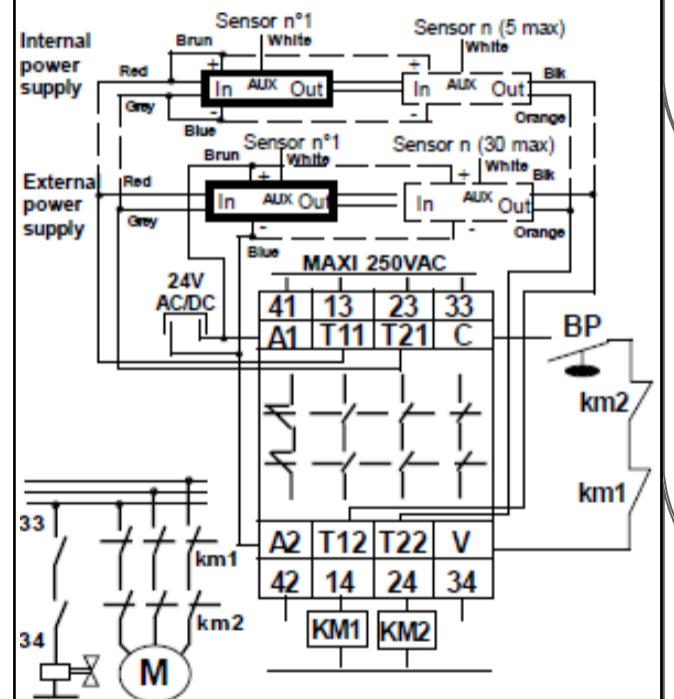 Sensor n°1
Sensor n (5 max)
Internal
power
supply
Brun
White
White
Red
+
+
Blk
In AUX Out
In AUX Out
Grey
-
-
Orange
Blue
Sensor n°1
Sensor n (30 max)
Brun
White
White
External
power
supply
Red
+
+
Blk
In AUX Out
In AUX Out
Grey
-
-
Orange
Blue
MAXI 250VAC
24V
AC/DC
41 13 23 33
A1 T11 T21 C
BP
km2
km1
33
A2 T12 T22 V
km1
42 14 24 34
km2
KM1 KM2
34
M